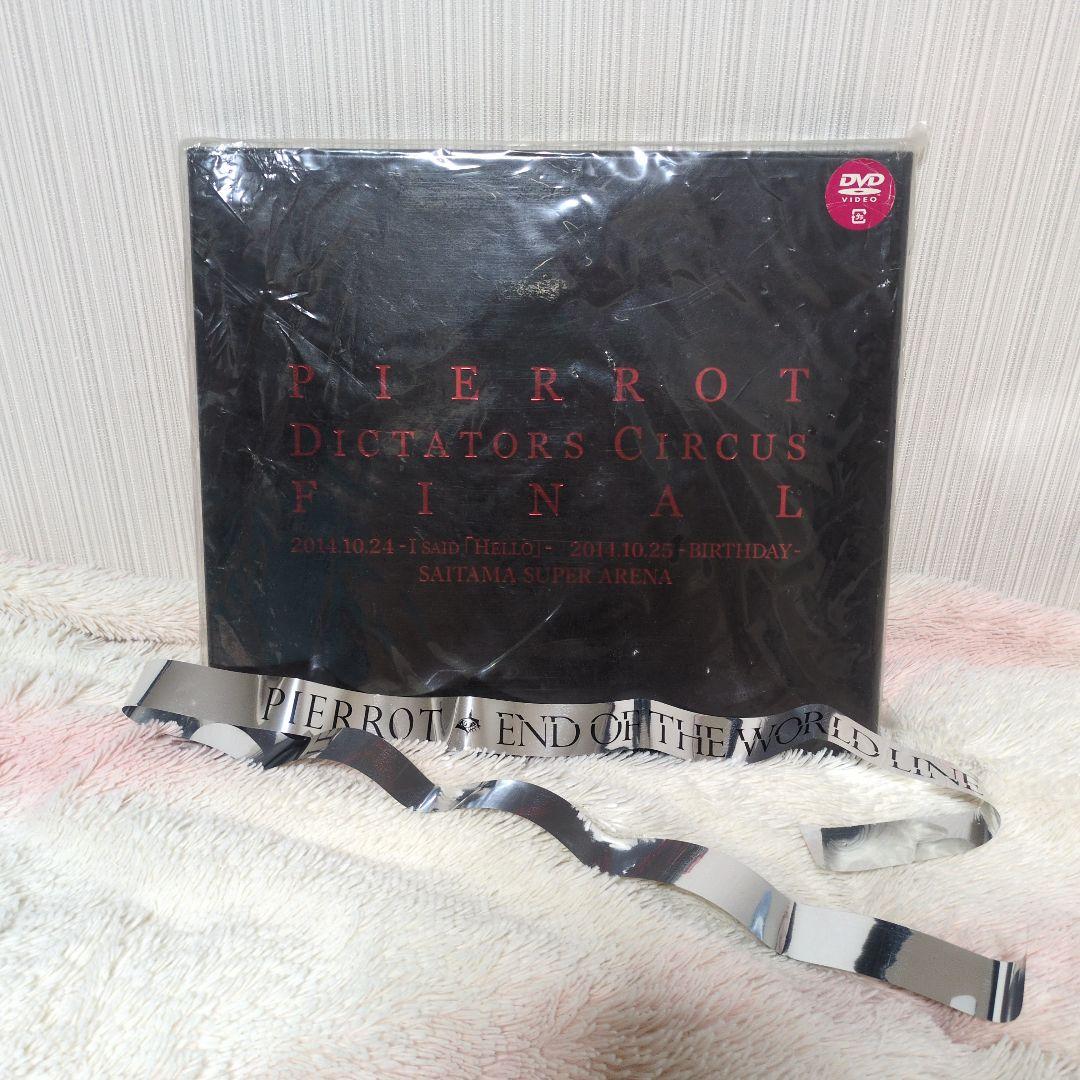 DVD
VIDEO
PIERROT
DICTATORS CIRCUS
FINAL
2014.10.24 -I SAID「HELLO」- 2014.10.25 -BIRTHDAY-
SAITAMA SUPER ARENA
PIERROT END OF THE WORLD LINE